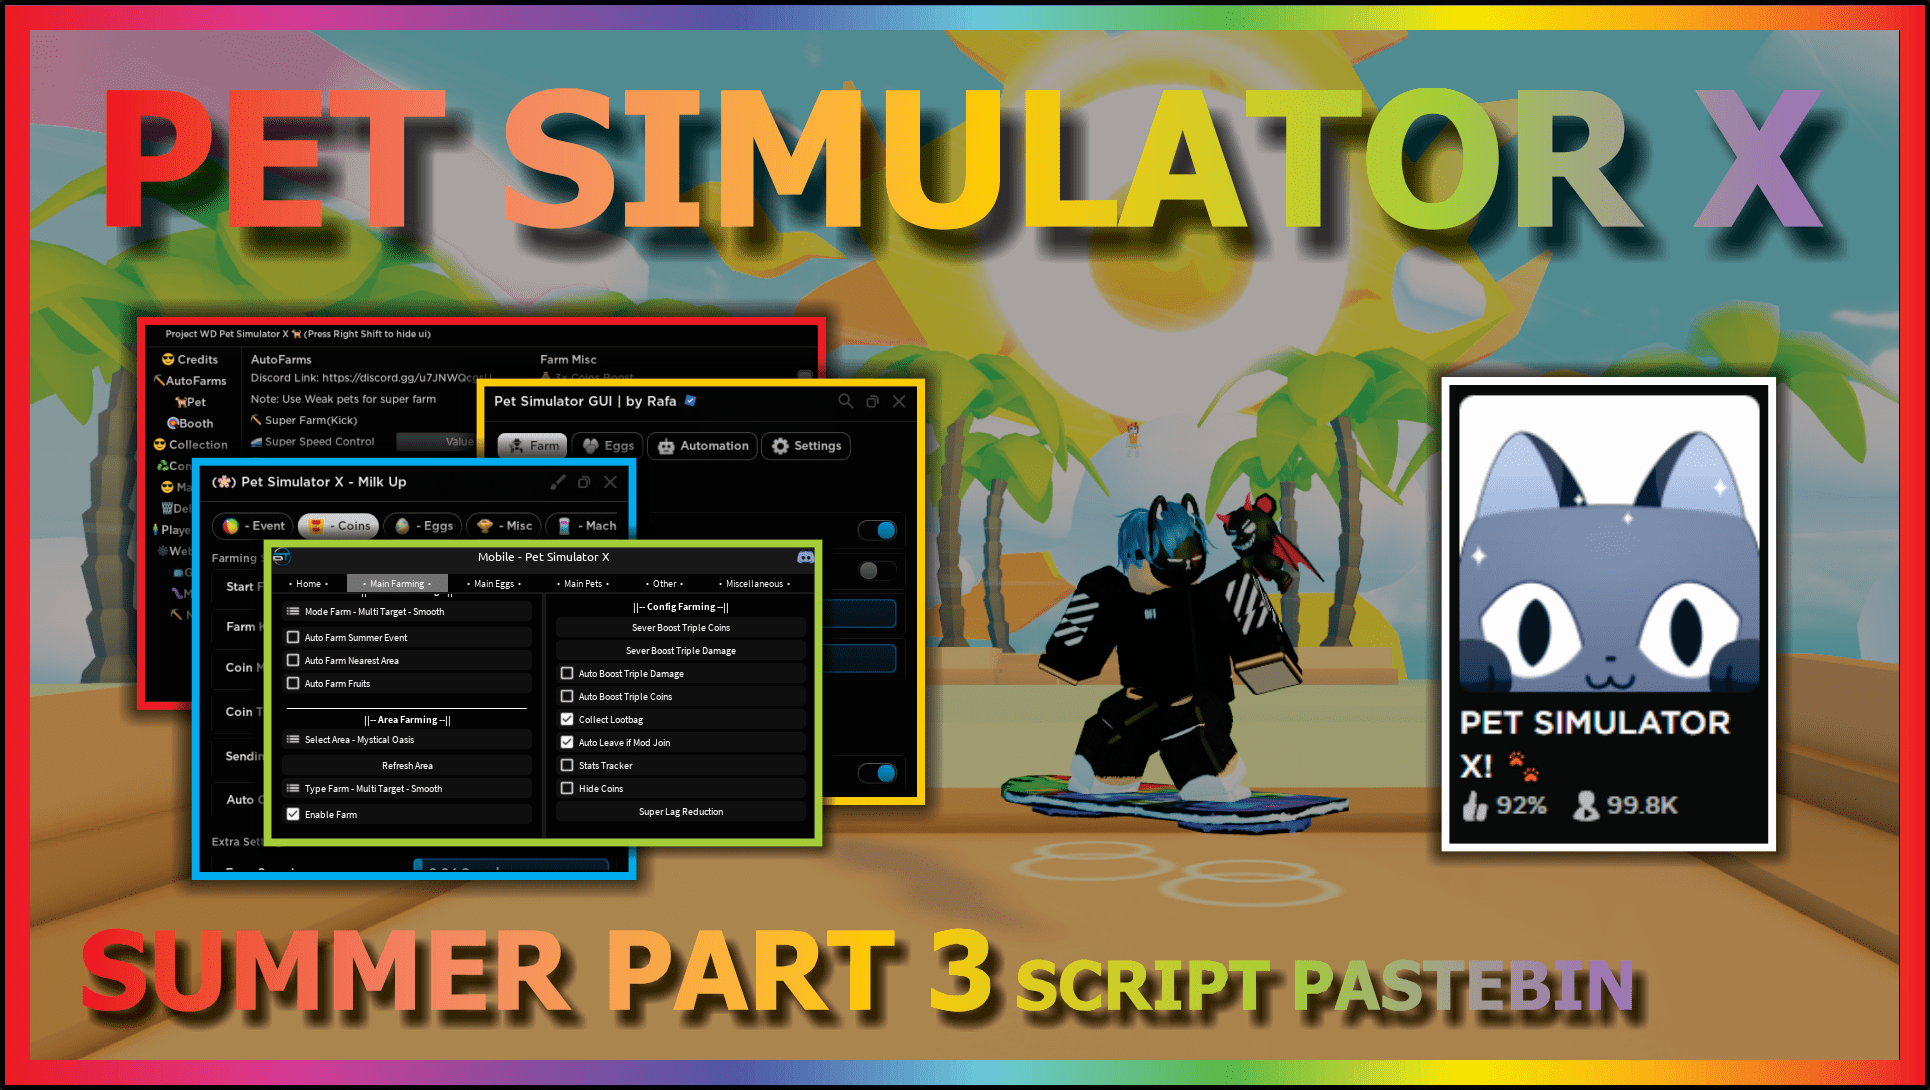 PET SIMULATOR X
Project WD Pet Simulator X 🐕 (Press Right Shift to hide ui)
Credits
AutoFarms
Pet
Booth
Collection
AutoFarms
Discord Link: https://discord.gg/u7JNWQcgsU
Note: Use Weak pets for super farm
Super Farm(Kick)
Super Speed Control
Value
Farm Misc
3x Coins Boost
Pet Simulator GUI | by Rafa
Farm
Eggs
Automation
Settings
(🌸) Pet Simulator X - Milk Up
- Event
- Coins
- Eggs
- Misc
- Mach
Farming
Start
Farm
Coin
Coin
Auto
Extra
Mobile - Pet Simulator X
• Home •
• Main Farming •
• Main Eggs •
• Main Pets •
• Other •
• Miscellaneous •
Mode Farm - Multi Target - Smooth
Auto Farm Summer Event
Auto Farm Nearest Area
Auto Farm Fruits
||-- Area Farming --||
Select Area - Mystical Oasis
Refresh Area
Type Farm - Multi Target - Smooth
Enable Farm
||-- Config Farming --||
Sever Boost Triple Coins
Sever Boost Triple Damage
Auto Boost Triple Damage
Auto Boost Triple Coins
Collect Lootbag
Auto Leave if Mod Join
Stats Tracker
Hide Coins
Super Lag Reduction
OFF
PET SIMULATOR
X! 🐾
92% 99.8K
SUMMER PART 3 SCRIPT PASTEBIN